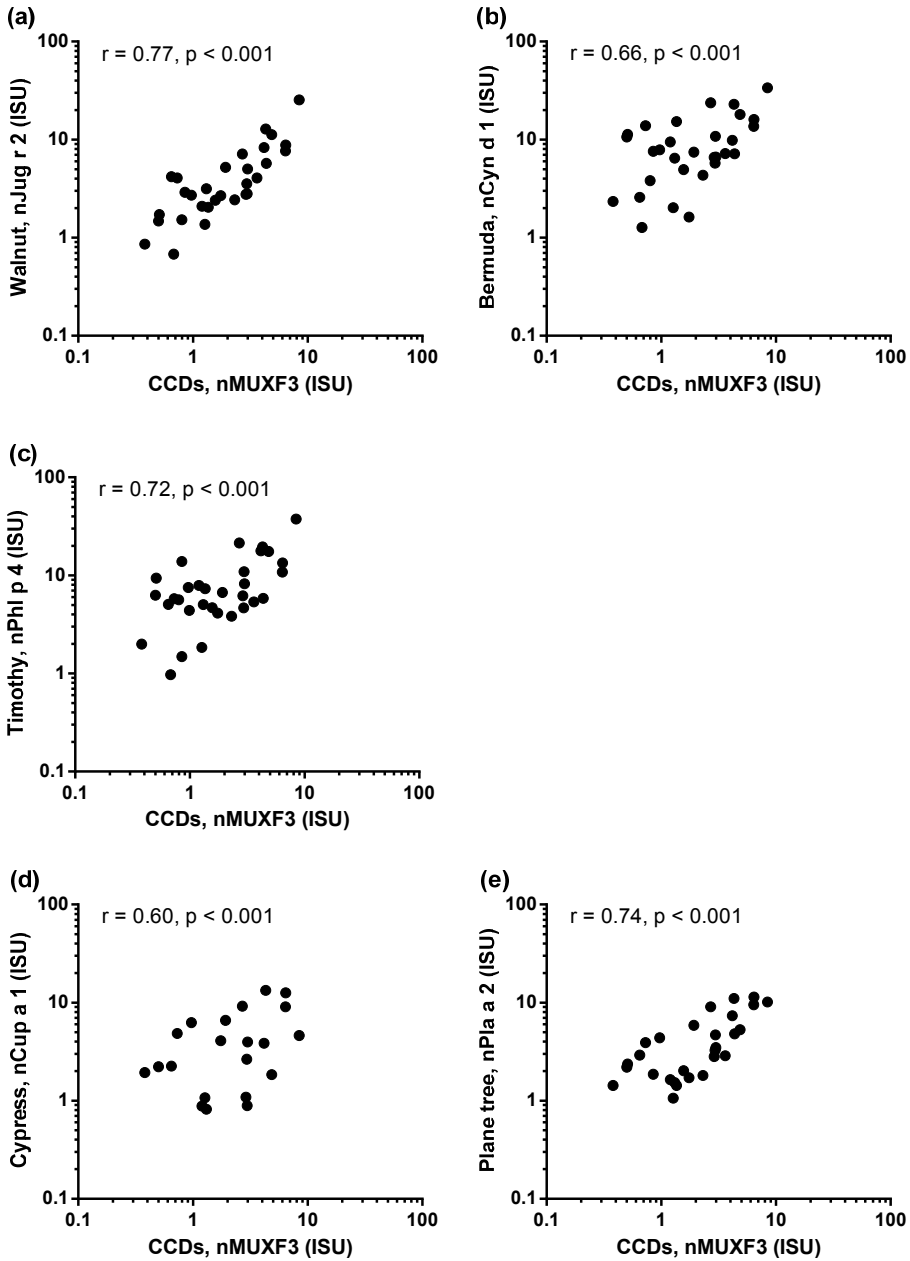 (a)
r = 0.77, p < 0.001
Walnut, nJug r 2 (ISU)
100
10
1
0.1
0.1 1 10 100
CCDs, nMUXF3 (ISU)
(b)
r = 0.66, p < 0.001
Bermuda, nCyn d 1 (ISU)
100
10
1
0.1
0.1 1 10 100
CCDs, nMUXF3 (ISU)
(c)
r = 0.72, p < 0.001
Timothy, nPhl p 4 (ISU)
100
10
1
0.1
0.1 1 10 100
CCDs, nMUXF3 (ISU)
(d)
r = 0.60, p < 0.001
Cypress, nCup a 1 (ISU)
100
10
1
0.1
0.1 1 10 100
CCDs, nMUXF3 (ISU)
(e)
r = 0.74, p < 0.001
Plane tree, nPla a 2 (ISU)
100
10
1
0.1
0.1 1 10 100
CCDs, nMUXF3 (ISU)